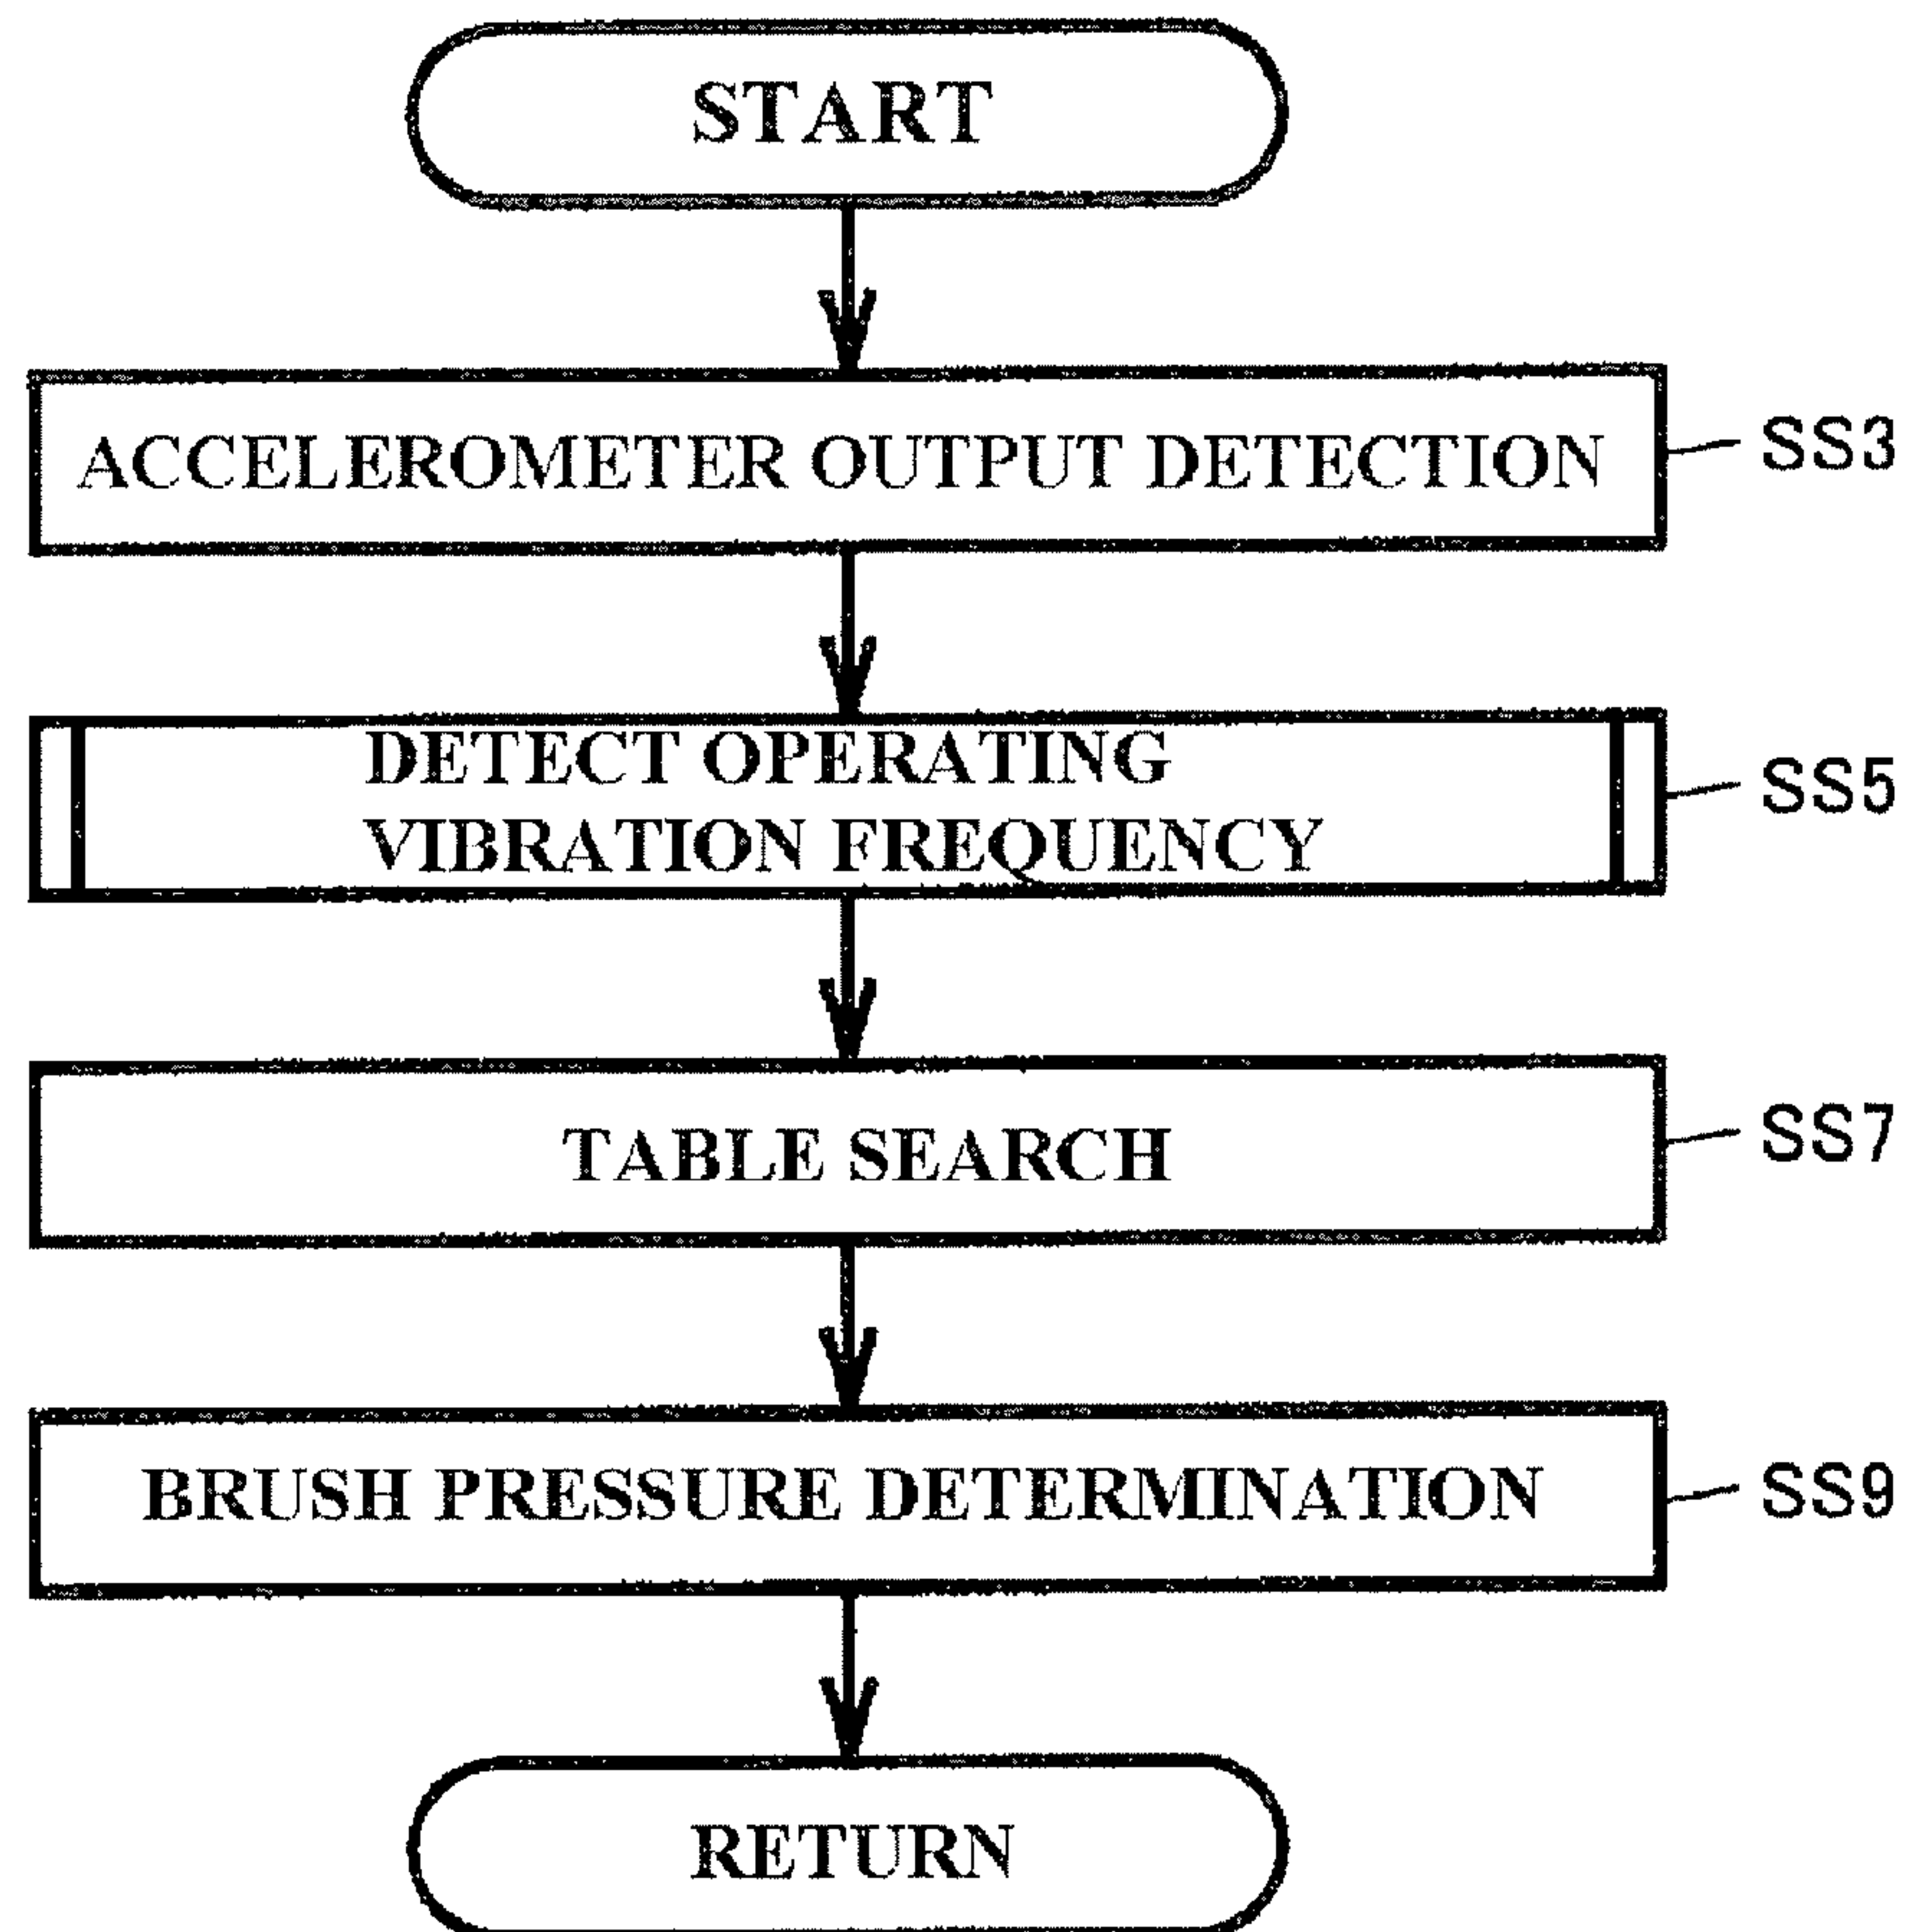 START
ACCELEROMETER OUTPUT DETECTION SS3
DETECT OPERATING
VIBRATION FREQUENCY
SS5
TABLE SEARCH SS7
BRUSH PRESSURE DETERMINATION SS9
RETURN